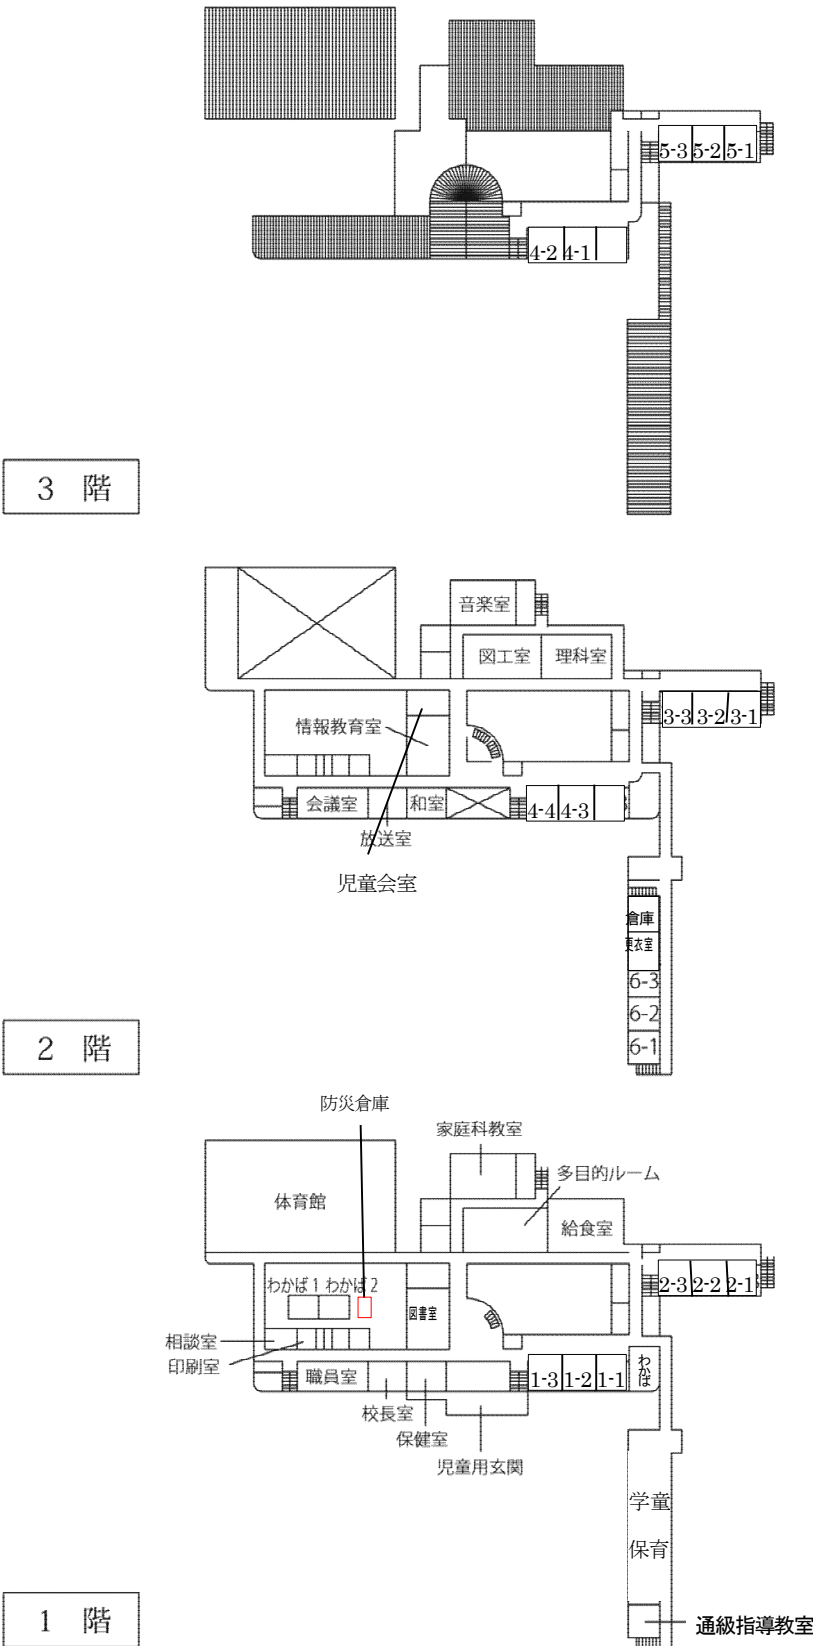 5-3 5-2 5-1
4-2 4-1
3 階
音楽室
図工室 理科室
3-3 3-2 3-1
情報教育室
会議室 和室 4-4 4-3
放送室
児童会室
倉庫
更衣室
6-3
6-2
6-1
2 階
防災倉庫
家庭科教室
多目的ルーム
体育館
給食室
2-3 2-2 2-1
わかば 1 わかば 2
図書室
相談室
印刷室
職員室 1-3 1-2 1-1 わかば
校長室
保健室
児童用玄関
学童
保育
1 階
通級指導教室